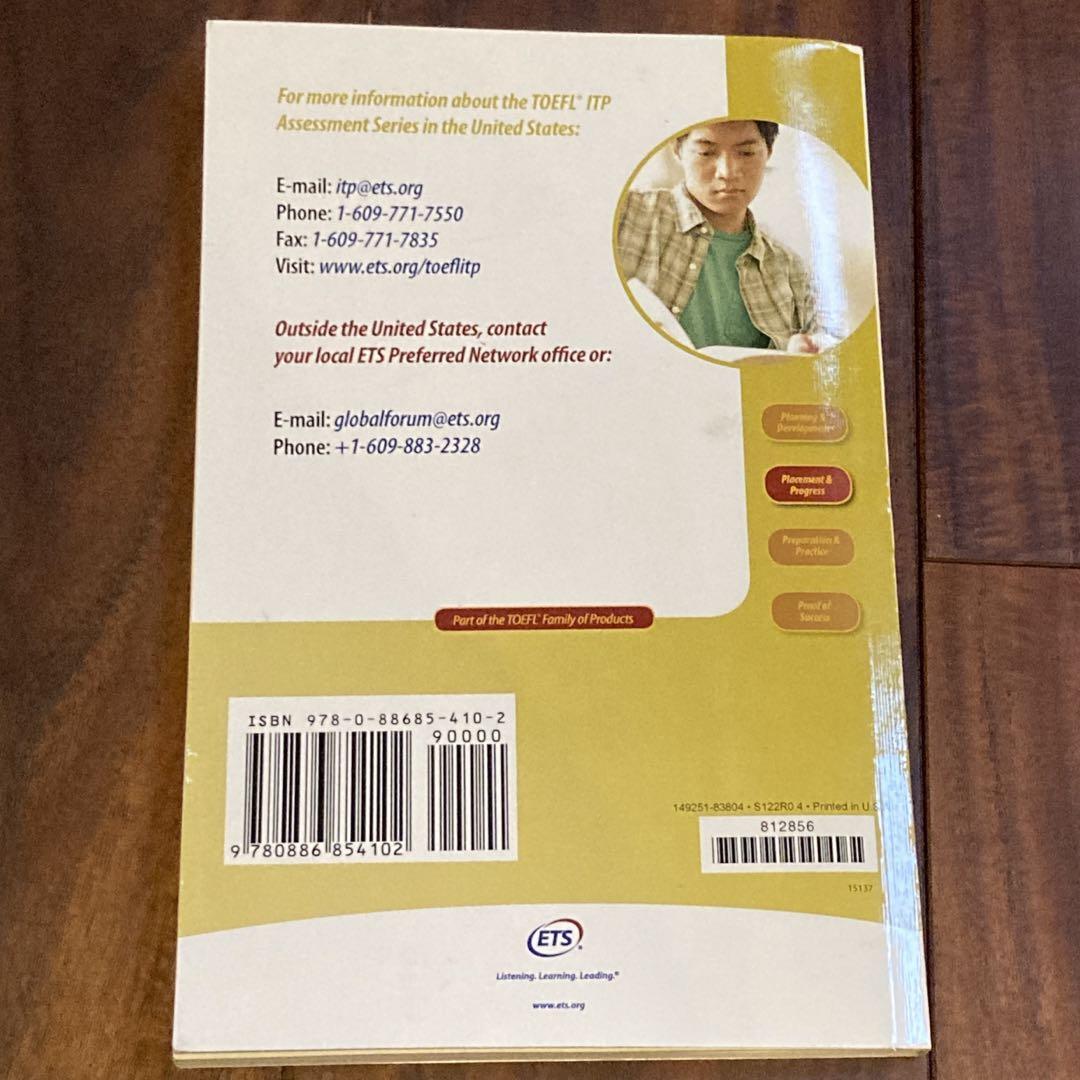 For more information about the TOEFL® ITP
Assessment Series in the United States:
E-mail: itp@ets.org
Phone: 1-609-771-7550
Fax: 1-609-771-7835
Visit: www.ets.org/toeflitp
Outside the United States, contact
your local ETS Preferred Network office or:
E-mail: globalforum@ets.org
Phone: +1-609-883-2328
Planning &
Development
Placement &
Progress
Preparation &
Practice
Proof of
Success
Part of the TOEFL® Family of Products
ISBN 978-0-88685-410-2
90000
9 780886 854102
149251-83804 • S122R0.4 • Printed in U.S
812856
15137
ETS®
Listening. Learning. Leading.®
www.ets.org